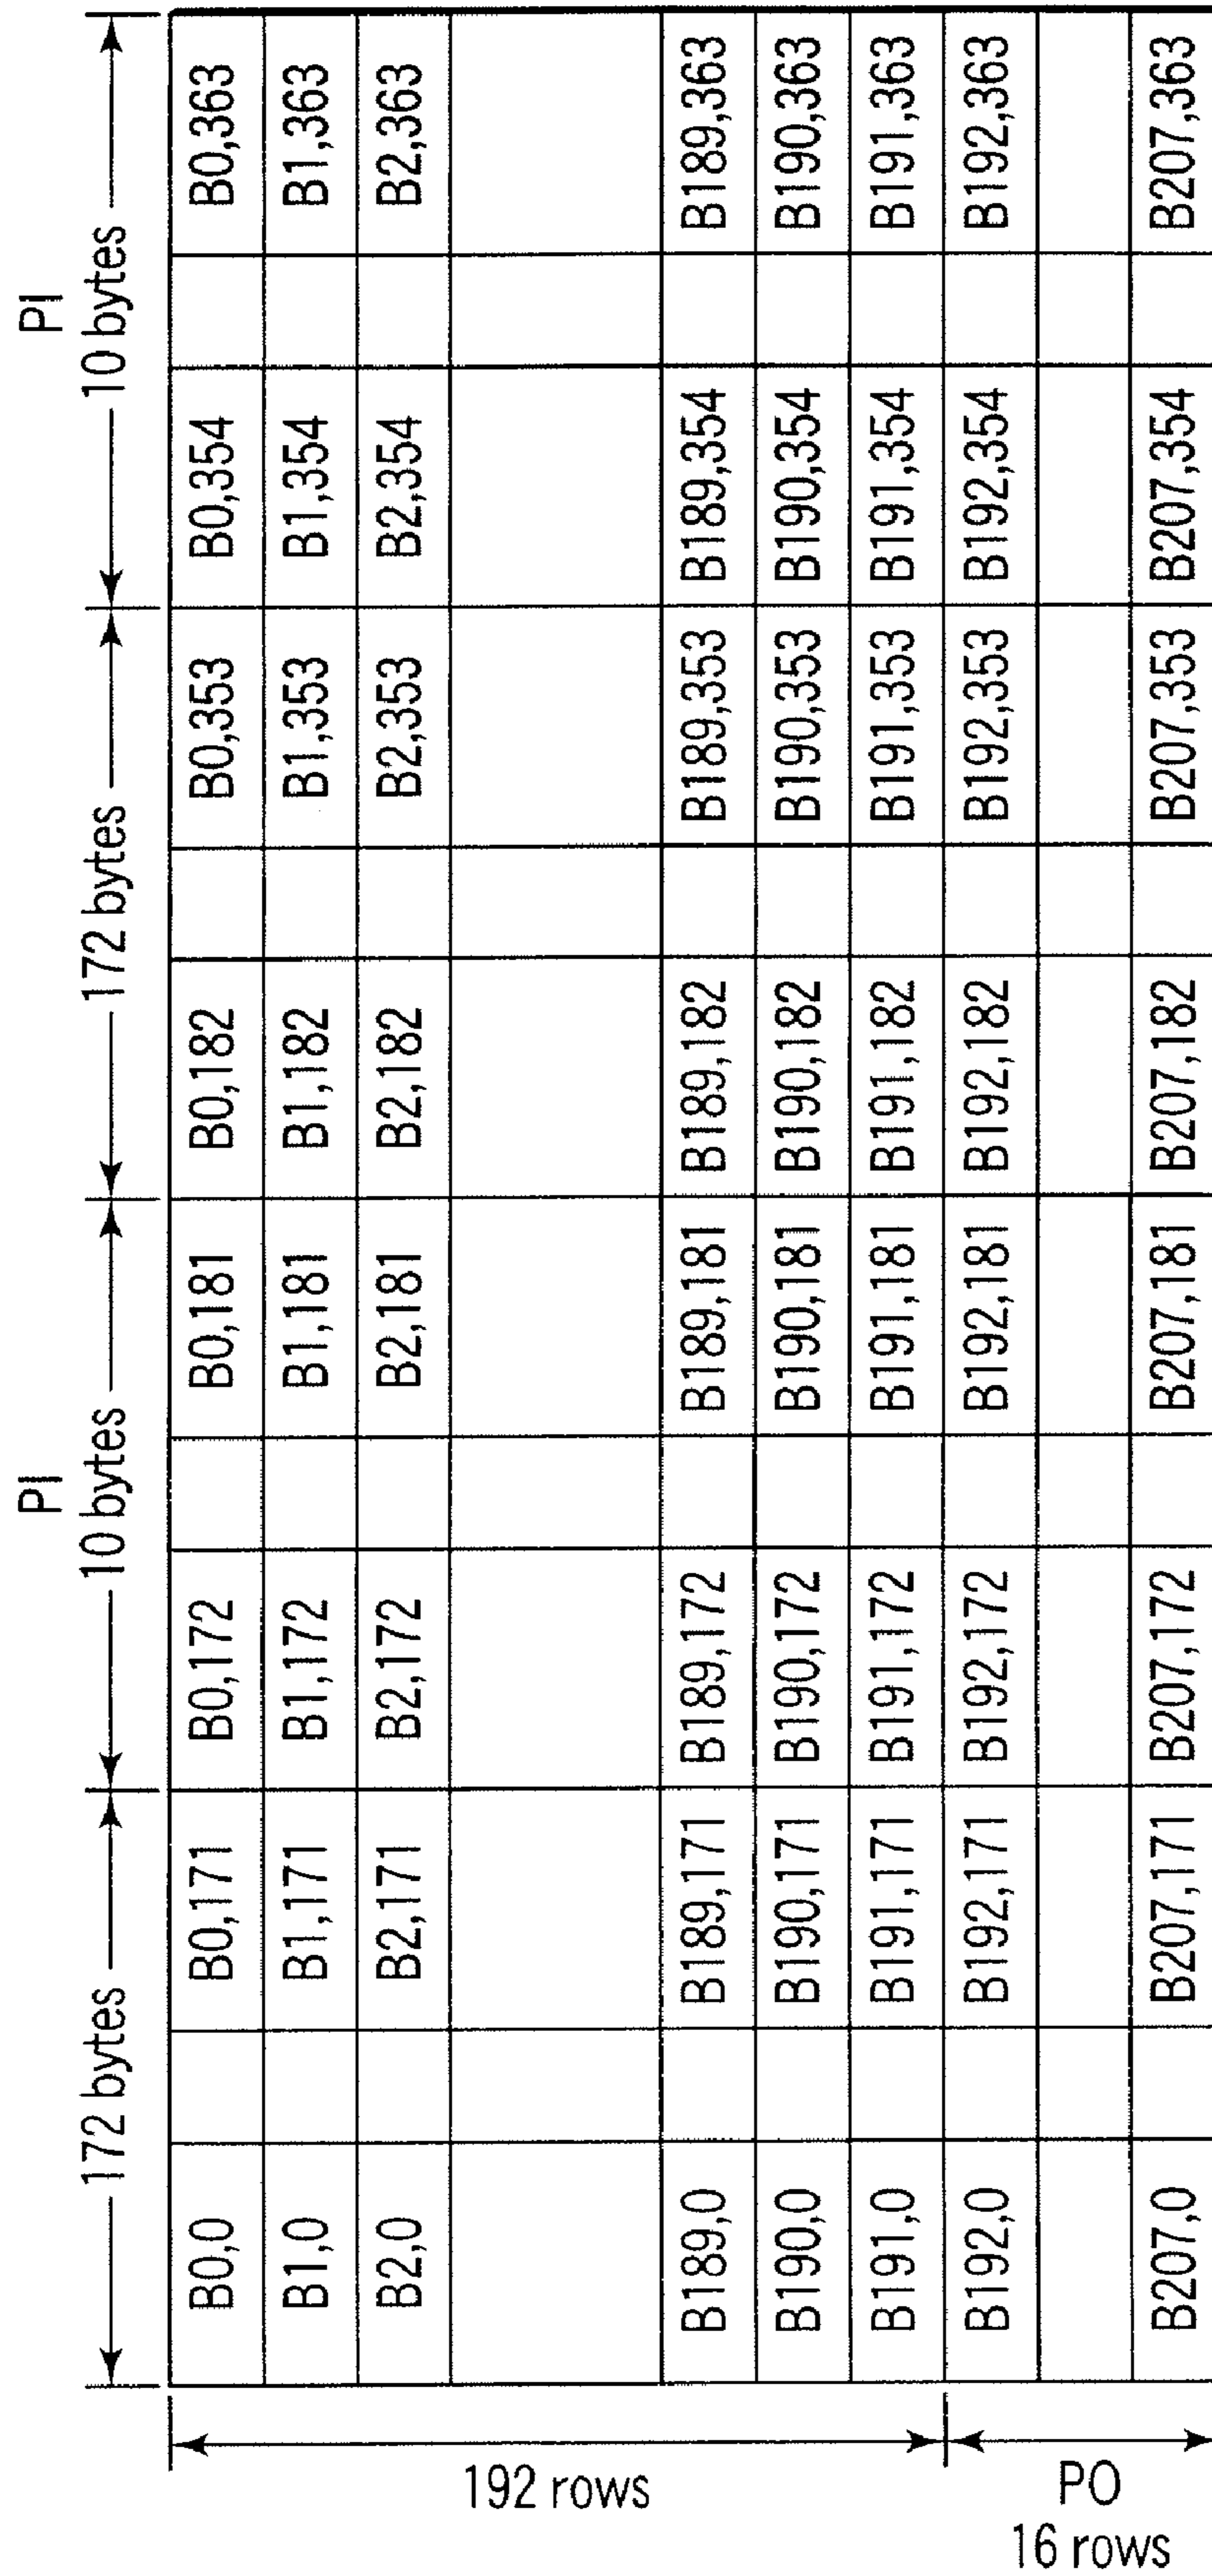 PI PI
172 bytes 10 bytes 172 bytes 10 bytes
B0,0 B0,171 B0,172 B0,181 B0,182 B0,353 B0,354 B0,363
B1,0 B1,171 B1,172 B1,181 B1,182 B1,353 B1,354 B1,363
B2,0 B2,171 B2,172 B2,181 B2,182 B2,353 B2,354 B2,363
192 rows
B189,0 B189,171 B189,172 B189,181 B189,182 B189,353 B189,354 B189,363
B190,0 B190,171 B190,172 B190,181 B190,182 B190,353 B190,354 B190,363
B191,0 B191,171 B191,172 B191,181 B191,182 B191,353 B191,354 B191,363
B192,0 B192,171 B192,172 B192,181 B192,182 B192,353 B192,354 B192,363
PO
16 rows
B207,0 B207,171 B207,172 B207,181 B207,182 B207,353 B207,354 B207,363